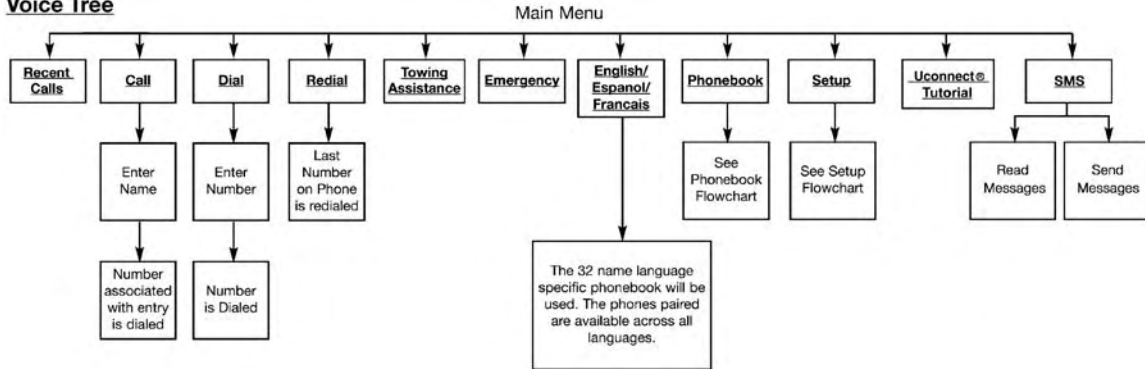 Voice Tree
Main Menu
Recent
Calls
Call
Dial
Redial
Towing
Assistance
Emergency
English/
Espanol/
Francais
Phonebook
Setup
Uconnect®
Tutorial
SMS
Enter
Name
Enter
Number
Last
Number
on Phone
is redialed
See
Phonebook
Flowchart
See Setup
Flowchart
Read
Messages
Send
Messages
Number
associated
with entry
is dialed
Number
is Dialed
The 32 name language
specific phonebook will be
used. The phones paired
are available across all
languages.